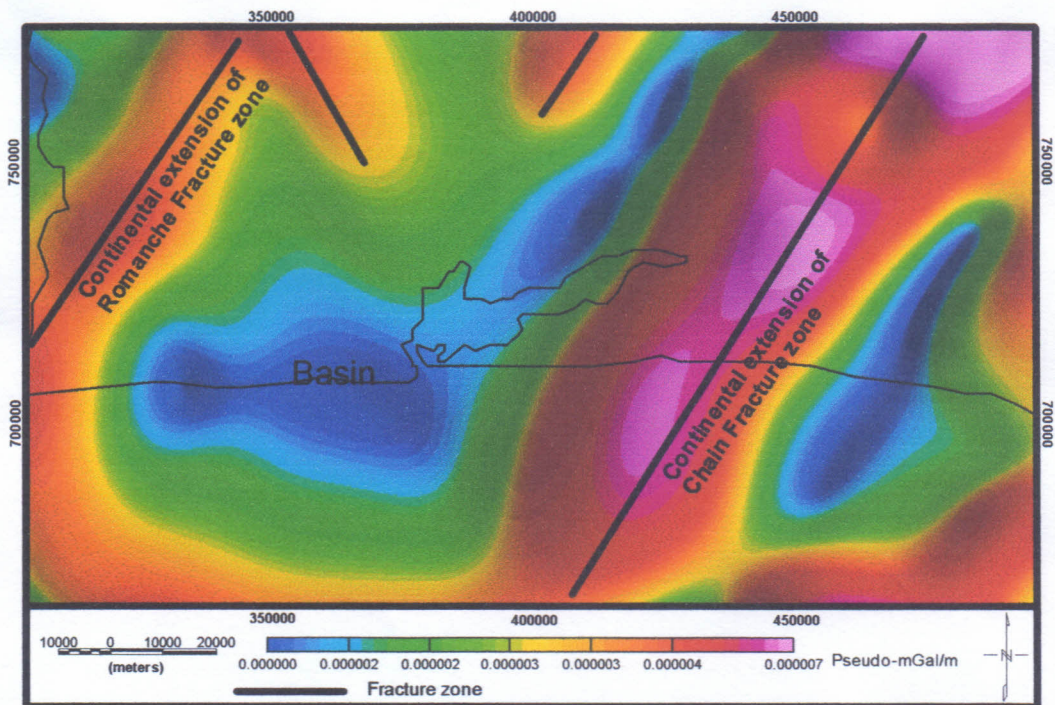 350000 400000 450000
750000
700000
750000
700000
Continental extension of
Romanche Fracture zone
Basin
Continental extension of
Chain Fracture zone
350000 400000 450000
10000 0 10000 20000
(meters)
0.000000 0.000002 0.000002 0.000003 0.000003 0.000004 0.000007 Pseudo-mGal/m
Fracture zone
N